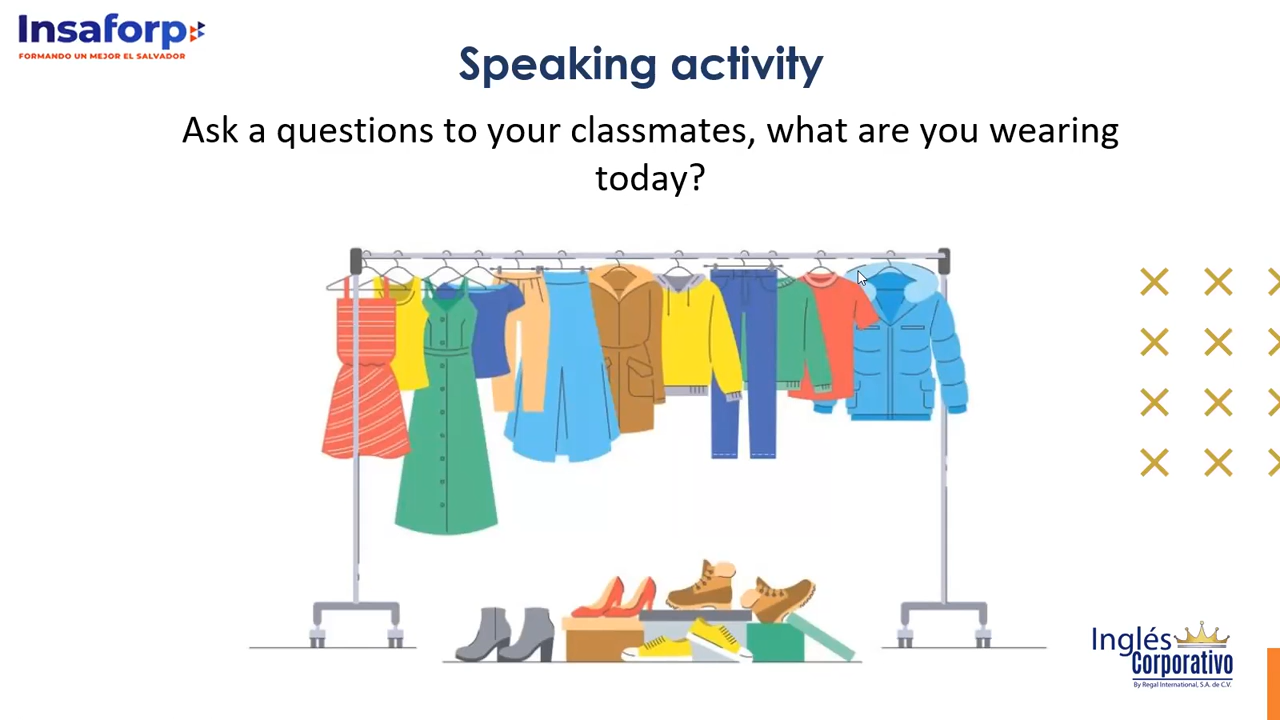 Insaforp
FORMANDO UN MEJOR EL SALVADOR
Speaking activity
Ask a questions to your classmates, what are you wearing
today?
Inglés
Corporativo
By Regal International, S.A. de C.V.